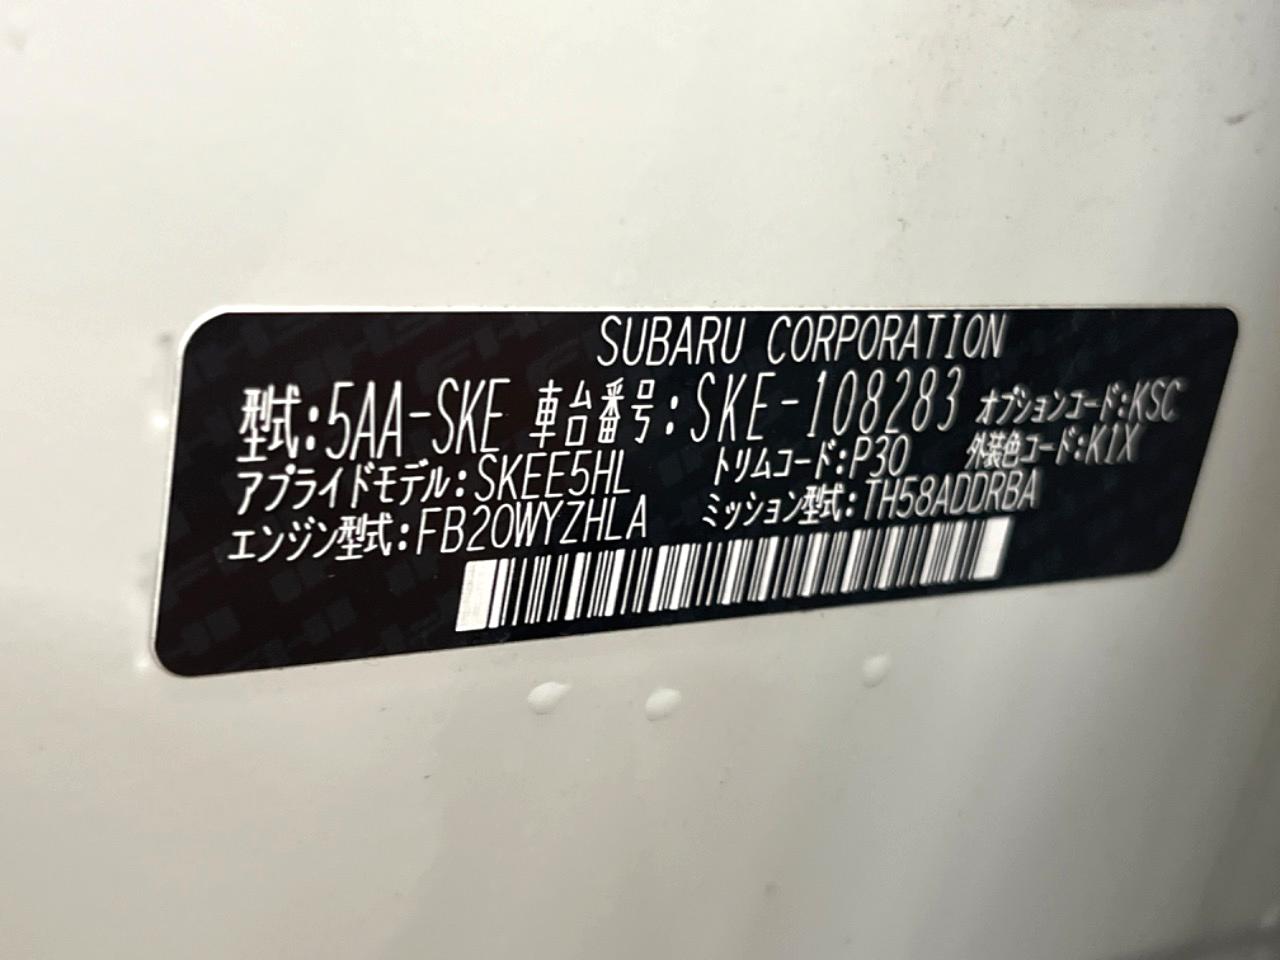 SUBARU CORPORATION
型式:5AA-SKE 車台番号:SKE-108283 オプションコード:KSC
アプライドモデル:SKEE5HL トリムコード:P30 外装色コード:K1X
エンジン型式:FB20WYZHLA ミッション型式:TH58ADDRBA